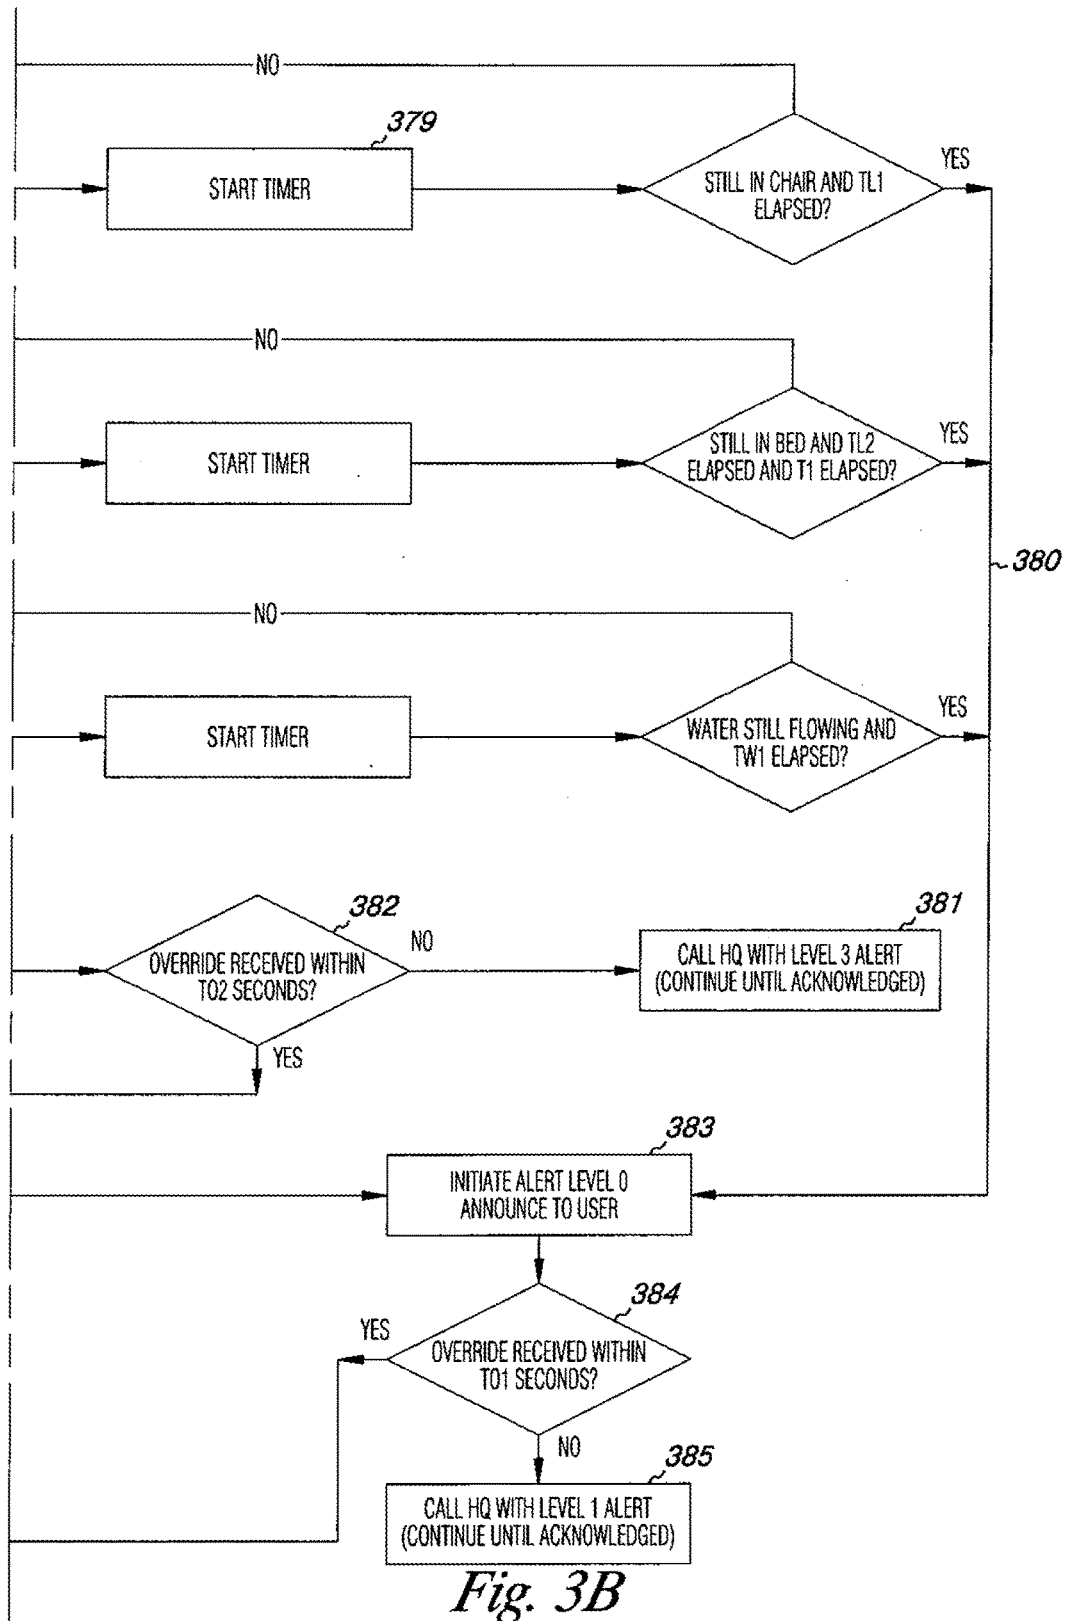 NO
379
START TIMER
STILL IN CHAIR AND TL1
ELAPSED?
YES
NO
START TIMER
STILL IN BED AND TL2
ELAPSED AND T1 ELAPSED?
YES
380
NO
START TIMER
WATER STILL FLOWING AND
TW1 ELAPSED?
YES
382
OVERRIDE RECEIVED WITHIN
TO2 SECONDS?
NO
YES
381
CALL HQ WITH LEVEL 3 ALERT
(CONTINUE UNTIL ACKNOWLEDGED)
383
INITIATE ALERT LEVEL 0
ANNOUNCE TO USER
384
YES
OVERRIDE RECEIVED WITHIN
TO1 SECONDS?
NO
385
CALL HQ WITH LEVEL 1 ALERT
(CONTINUE UNTIL ACKNOWLEDGED)
Fig. 3B